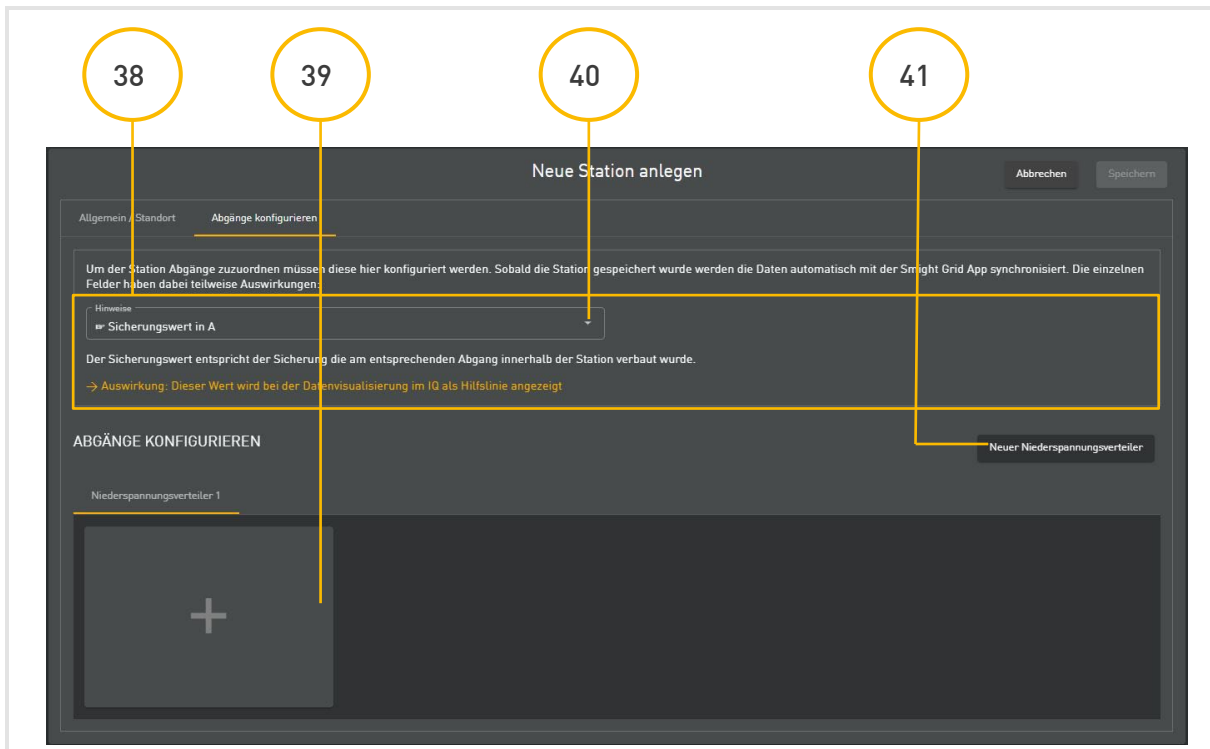 38 39 40 41
Neue Station anlegen
Abbrechen Speichern
Allgemein / Standort Abgänge konfigurieren
Um der Station Abgänge zuzuordnen müssen diese hier konfiguriert werden. Sobald die Station gespeichert wurde werden die Daten automatisch mit der Smight Grid App synchronisiert. Die einzelnen
Felder haben dabei teilweise Auswirkungen:
Hinweise
☞ Sicherungswert in A
Der Sicherungswert entspricht der Sicherung die am entsprechenden Abgang innerhalb der Station verbaut wurde.
→ Auswirkung: Dieser Wert wird bei der Datenvisualisierung im IQ als Hilfslinie angezeigt
ABGÄNGE KONFIGURIEREN
Neuer Niederspannungsverteiler
Niederspannungsverteiler 1
+